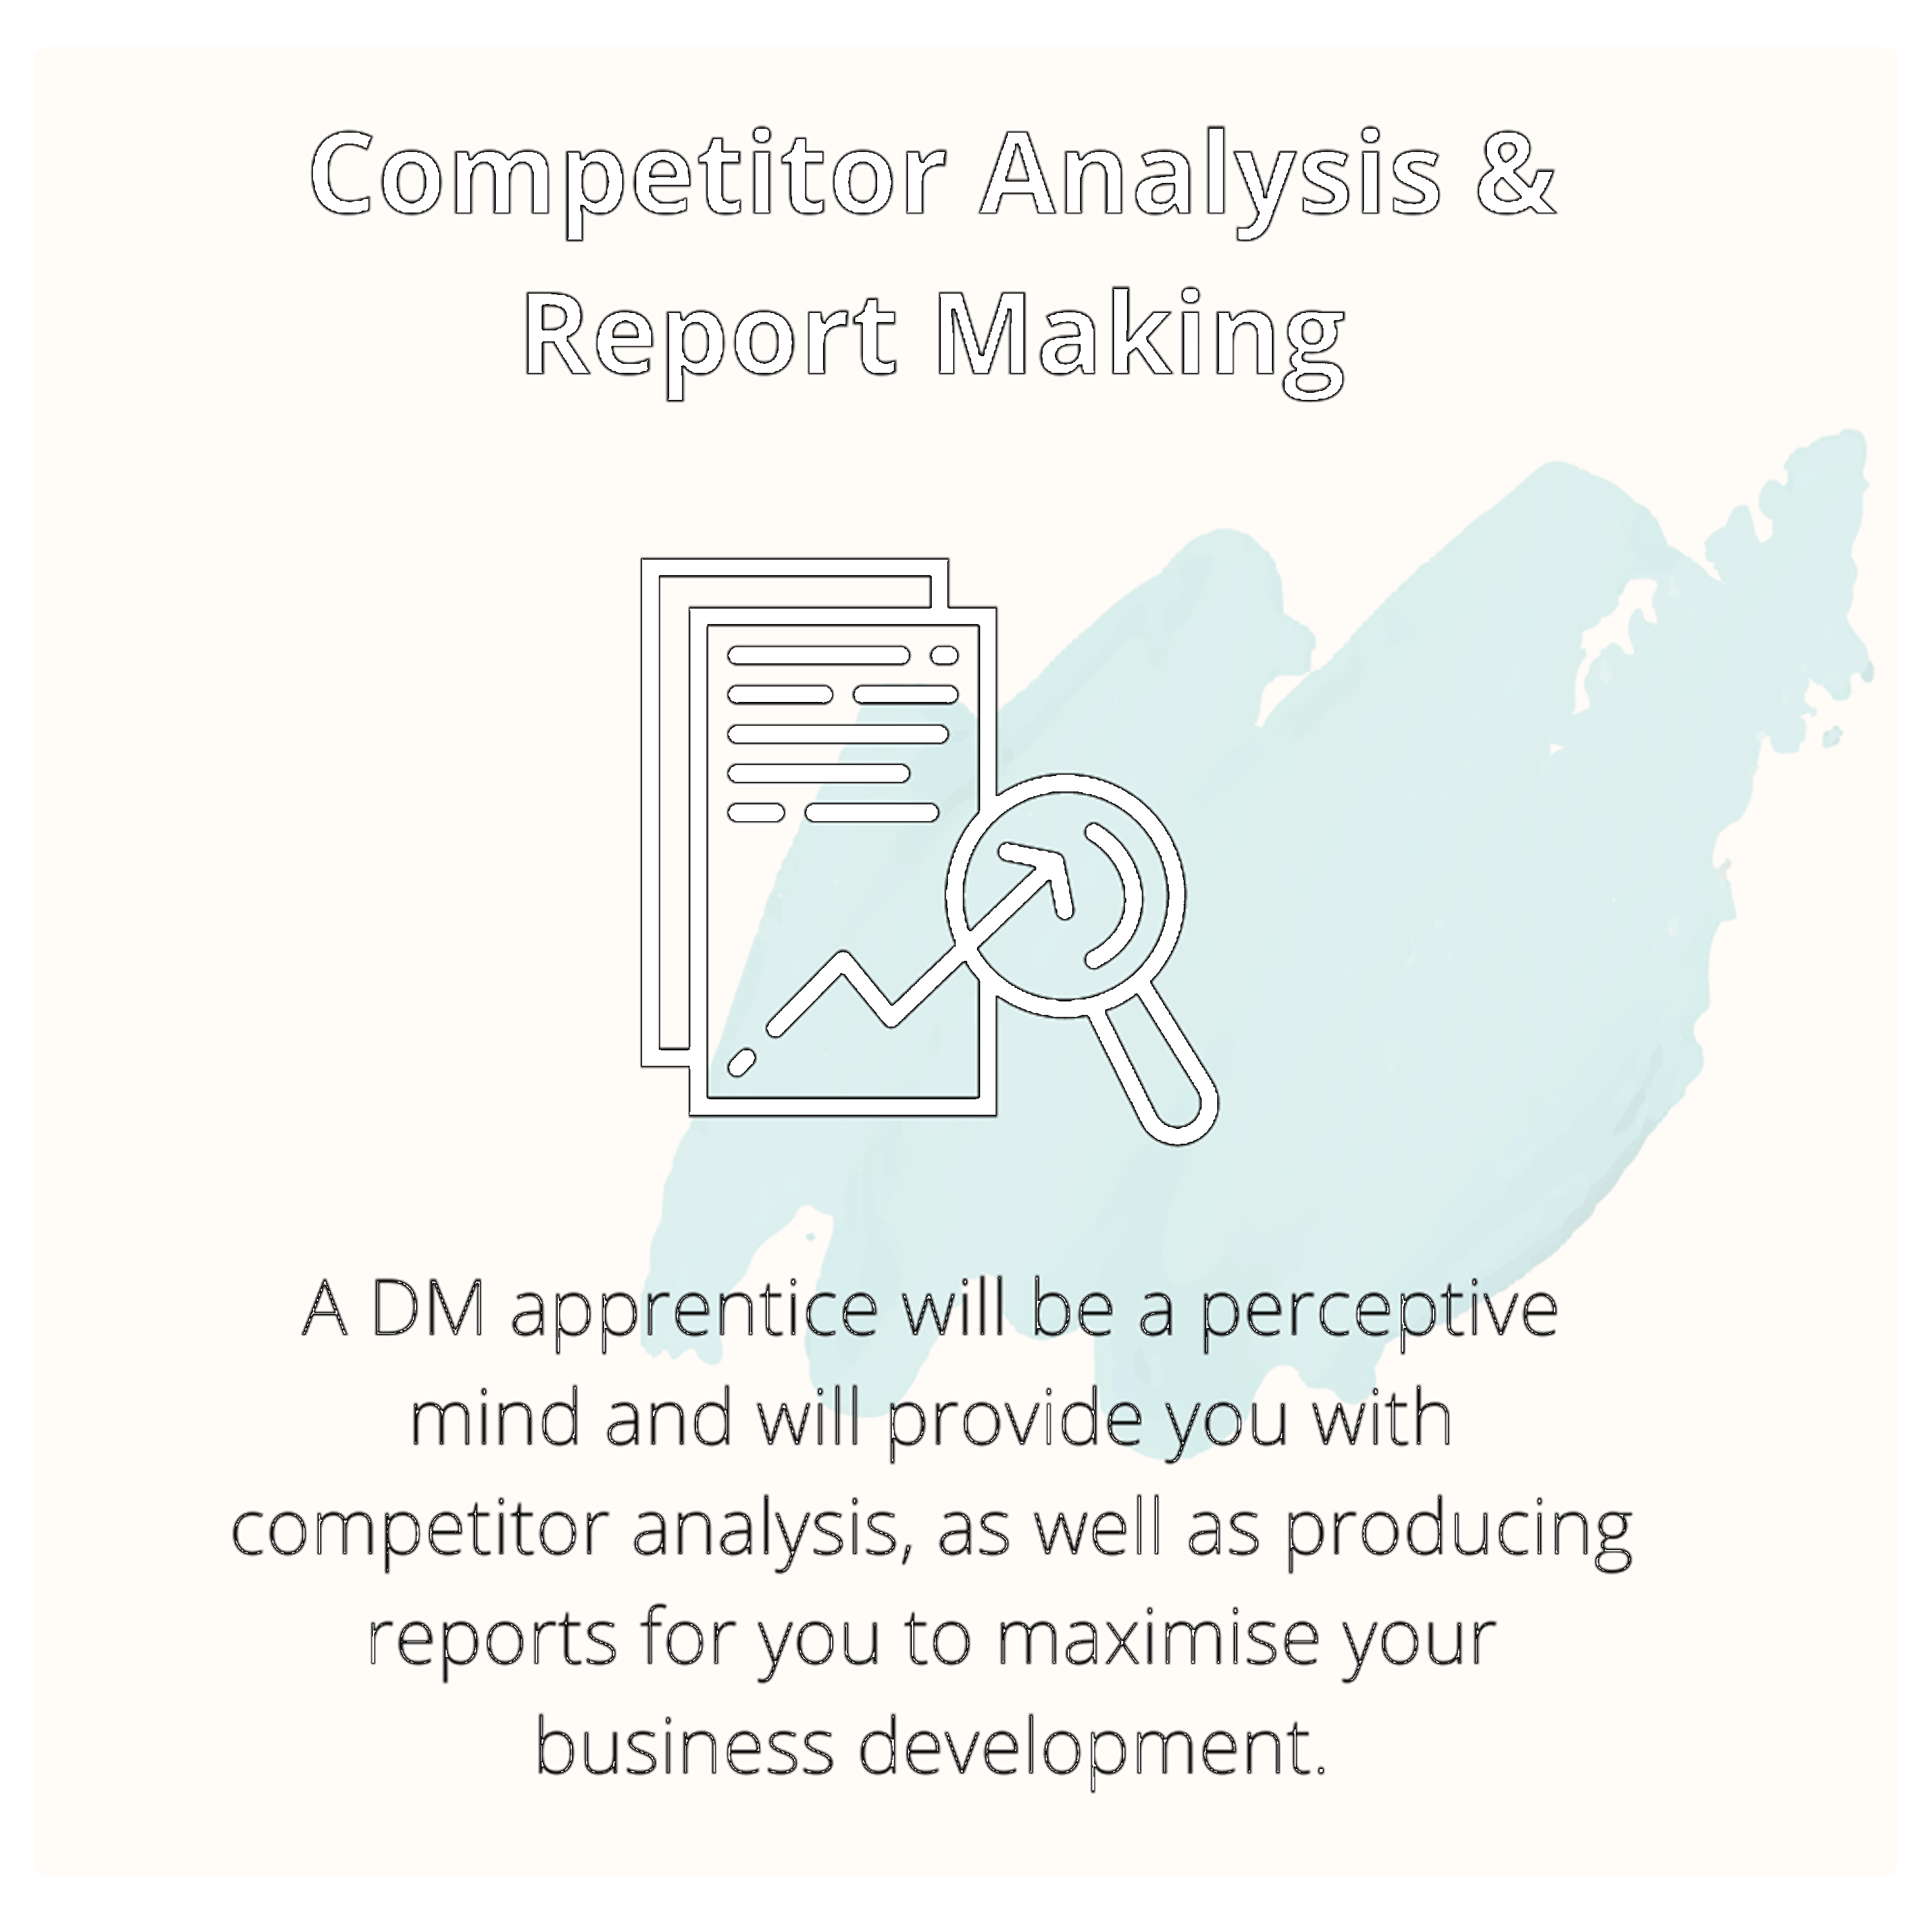 Competitor Analysis &
Report Making
A DM apprentice will be a perceptive
mind and will provide you with
competitor analysis, as well as producing
reports for you to maximise your
business development.